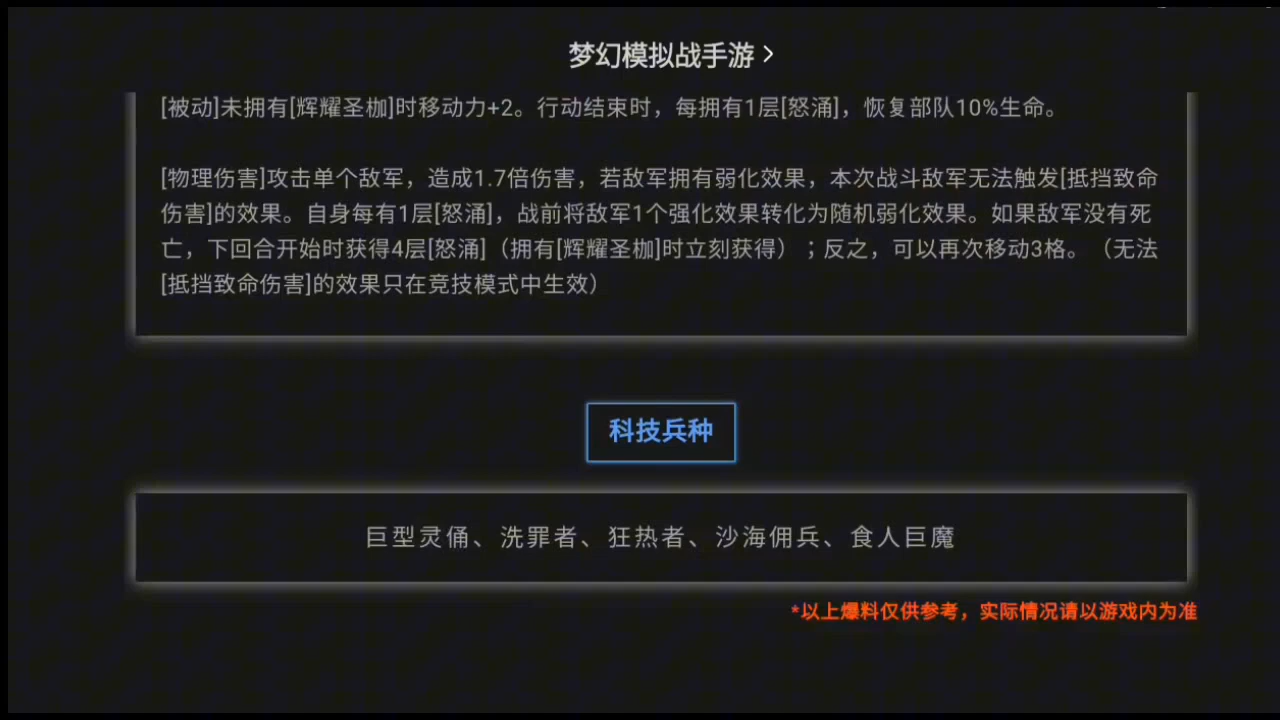 梦幻模拟战手游 >
[被动]未拥有[辉耀圣枷]时移动力+2。行动结束时，每拥有1层[怒涌]，恢复部队10%生命。
[物理伤害]攻击单个敌军，造成1.7倍伤害，若敌军拥有弱化效果，本次战斗敌军无法触发[抵挡致命
伤害]的效果。自身每有1层[怒涌]，战前将敌军1个强化效果转化为随机弱化效果。如果敌军没有死
亡，下回合开始时获得4层[怒涌]（拥有[辉耀圣枷]时立刻获得）；反之，可以再次移动3格。（无法
[抵挡致命伤害]的效果只在竞技模式中生效）
科技兵种
巨型灵俑、洗罪者、狂热者、沙海佣兵、食人巨魔
*以上爆料仅供参考，实际情况请以游戏内为准